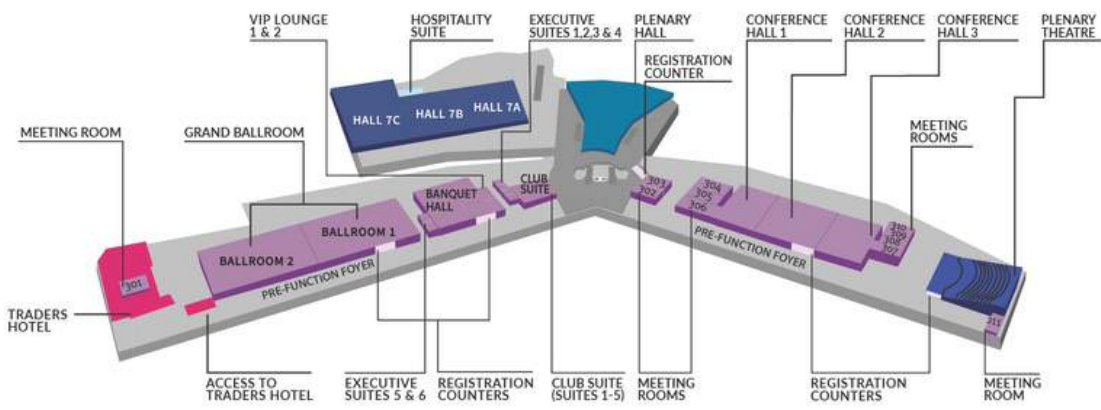 VIP LOUNGE
1 & 2
HOSPITALITY
SUITE
EXECUTIVE
SUITES 1,2,3 & 4
PLENARY
HALL
CONFERENCE
HALL 1
CONFERENCE
HALL 2
CONFERENCE
HALL 3
PLENARY
THEATRE
REGISTRATION
COUNTER
MEETING ROOM
GRAND BALLROOM
HALL 7C
HALL 7B
HALL 7A
MEETING
ROOMS
BANQUET
HALL
CLUB
SUITE
303
302
304
305
306
310
309
308
307
BALLROOM 1
BALLROOM 2
PRE-FUNCTION FOYER
PRE-FUNCTION FOYER
301
311
TRADERS
HOTEL
ACCESS TO
TRADERS HOTEL
EXECUTIVE
SUITES 5 & 6
REGISTRATION
COUNTERS
CLUB SUITE
(SUITES 1-5)
MEETING
ROOMS
REGISTRATION
COUNTERS
MEETING
ROOM